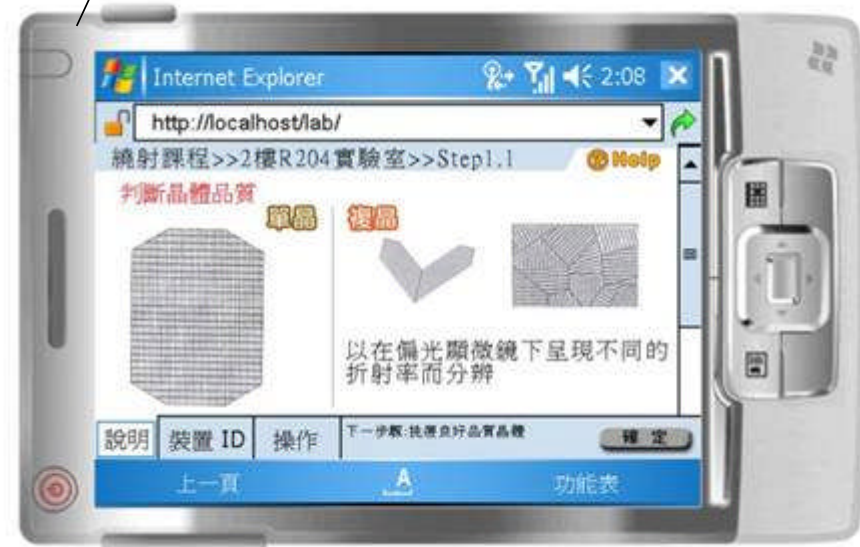 Internet Explorer 2:08
http://localhost/lab/
繞射課程>>2樓R204實驗室>>Step1.1 Help
判斷晶體品質
單晶 複晶
以在偏光顯微鏡下呈現不同的
折射率而分辨
說明 裝置 ID 操作 下一步驟:挑選良好品質晶體 確定
上一頁 A 功能表